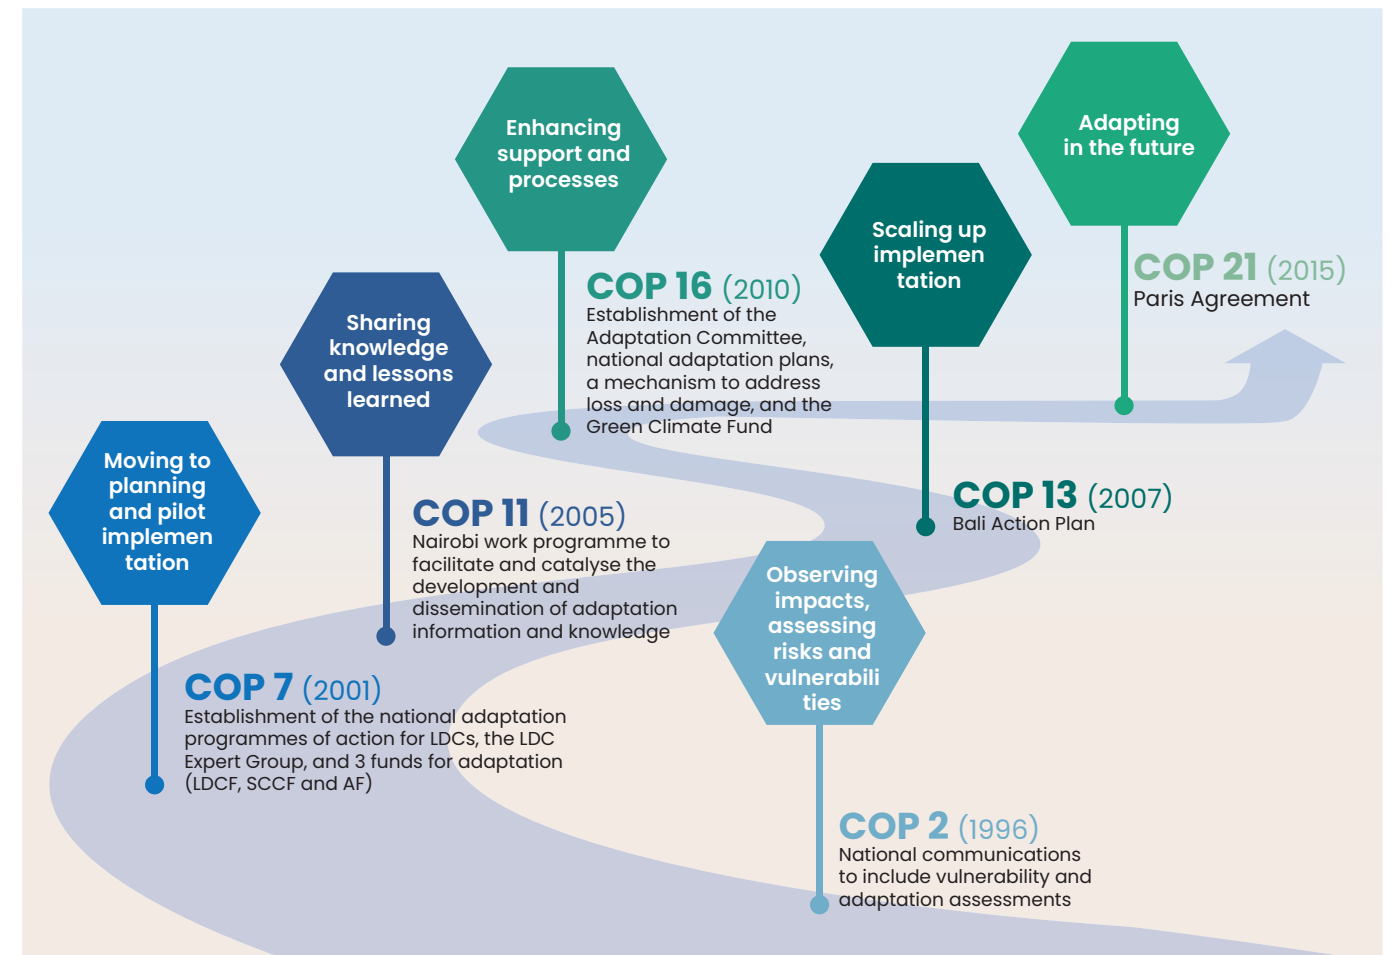 Adapting
in the future
COP 21 (2015)
Paris Agreement
Enhancing
support and
processes
COP 16 (2010)
Establishment of the
Adaptation Committee,
national adaptation plans,
a mechanism to address
loss and damage, and the
Green Climate Fund
Scaling up
implemen
tation
COP 13 (2007)
Bali Action Plan
Sharing
knowledge
and lessons
learned
COP 11 (2005)
Nairobi work programme to
facilitate and catalyse the
development and
dissemination of adaptation
information and knowledge
Moving to
planning
and pilot
implemen
tation
COP 7 (2001)
Establishment of the national adaptation
programmes of action for LDCs, the LDC
Expert Group, and 3 funds for adaptation
(LDCF, SCCF and AF)
Observing
impacts,
assessing
risks and
vulnerabili
ties
COP 2 (1996)
National communications
to include vulnerability and
adaptation assessments